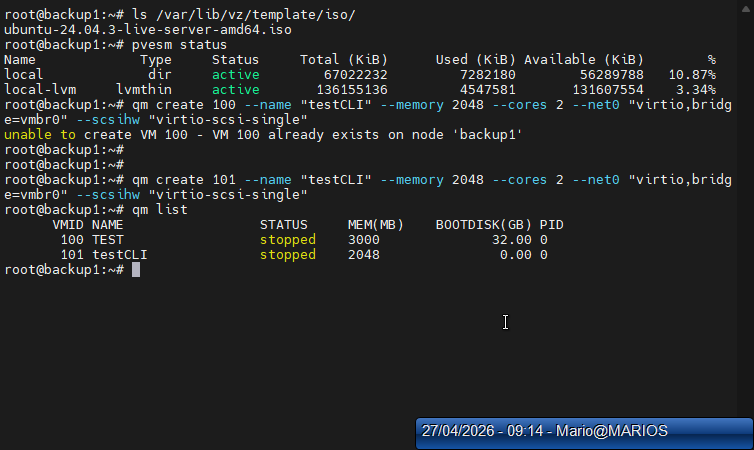 root@backup1:~# ls /var/lib/vz/template/iso/
ubuntu-24.04.3-live-server-amd64.iso
root@backup1:~# pvesm status
Name             Type     Status     Total (KiB)      Used (KiB) Available (KiB)        %
local             dir     active        67022232         7282180        56289788   10.87%
local-lvm     lvmthin     active       136155136         4547581       131607554    3.34%
root@backup1:~# qm create 100 --name "testCLI" --memory 2048 --cores 2 --net0 "virtio,bridg
e=vmbr0" --scsihw "virtio-scsi-single"
unable to create VM 100 - VM 100 already exists on node 'backup1'
root@backup1:~#
root@backup1:~#
root@backup1:~# qm create 101 --name "testCLI" --memory 2048 --cores 2 --net0 "virtio,bridg
e=vmbr0" --scsihw "virtio-scsi-single"
root@backup1:~# qm list
      VMID NAME                 STATUS     MEM(MB)    BOOTDISK(GB) PID
       100 TEST                 stopped    3000              32.00 0
       101 testCLI              stopped    2048               0.00 0
root@backup1:~#
27/04/2026 - 09:14 - Mario@MARIOS